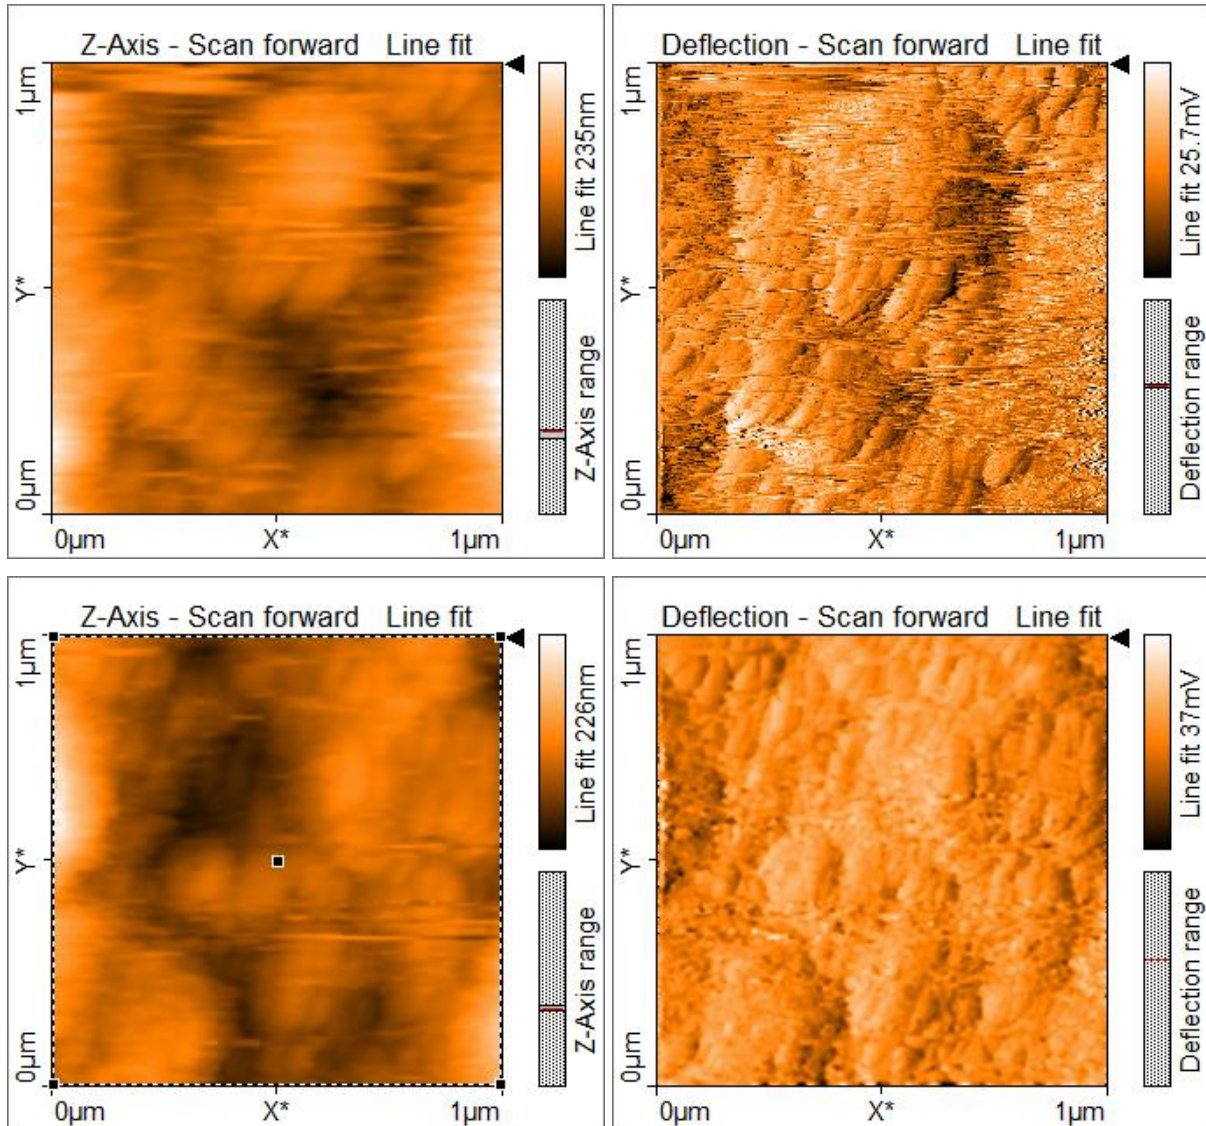 Z-Axis - Scan forward Line fit
1µm
Y*
0µm
0µm X* 1µm
Line fit 235nm
Z-Axis range
Deflection - Scan forward Line fit
1µm
Y*
0µm
0µm X* 1µm
Line fit 25.7mV
Deflection range
Z-Axis - Scan forward Line fit
1µm
Y*
0µm
0µm X* 1µm
Line fit 226nm
Z-Axis range
Deflection - Scan forward Line fit
1µm
Y*
0µm
0µm X* 1µm
Line fit 37mV
Deflection range